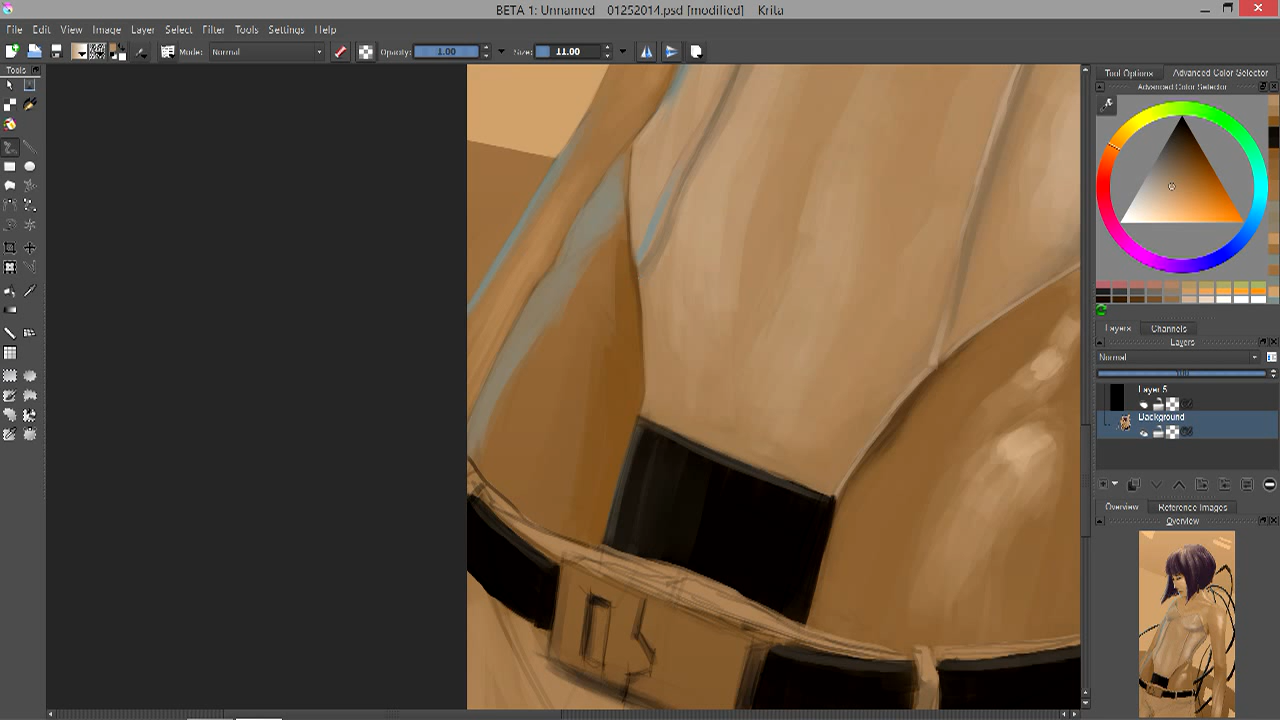 BETA 1: Unnamed 01252014.psd [modified] Krita
File Edit View Image Layer Select Filter Tools Settings Help
Mode: Normal Opacity: 1.00 Size: 11.00
Tools
Tool Options Advanced Color Selector
Advanced Color Selector
Layers Channels
Layers
Normal
100
Layer 5
Background
Overview Reference Images
Overview